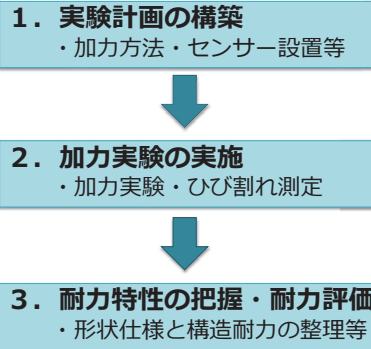 1. 実験計画の構築
・加力方法・センサー設置等
2. 加力実験の実施
・加力実験・ひび割れ測定
3. 耐力特性の把握・耐力評価
・形状仕様と構造耐力の整理等